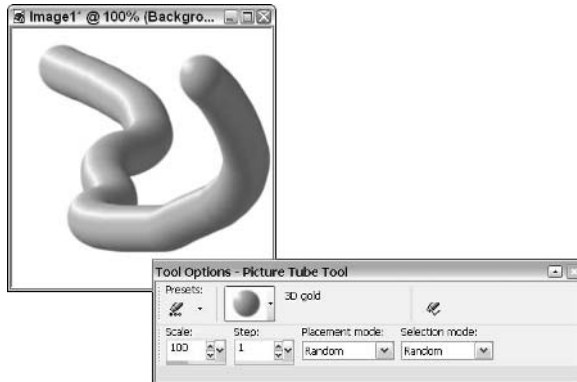 Image1* @ 100% (Backgro...
Tool Options - Picture Tube Tool
Presets:
3D gold
Scale: Step: Placement mode: Selection mode:
100 1 Random Random